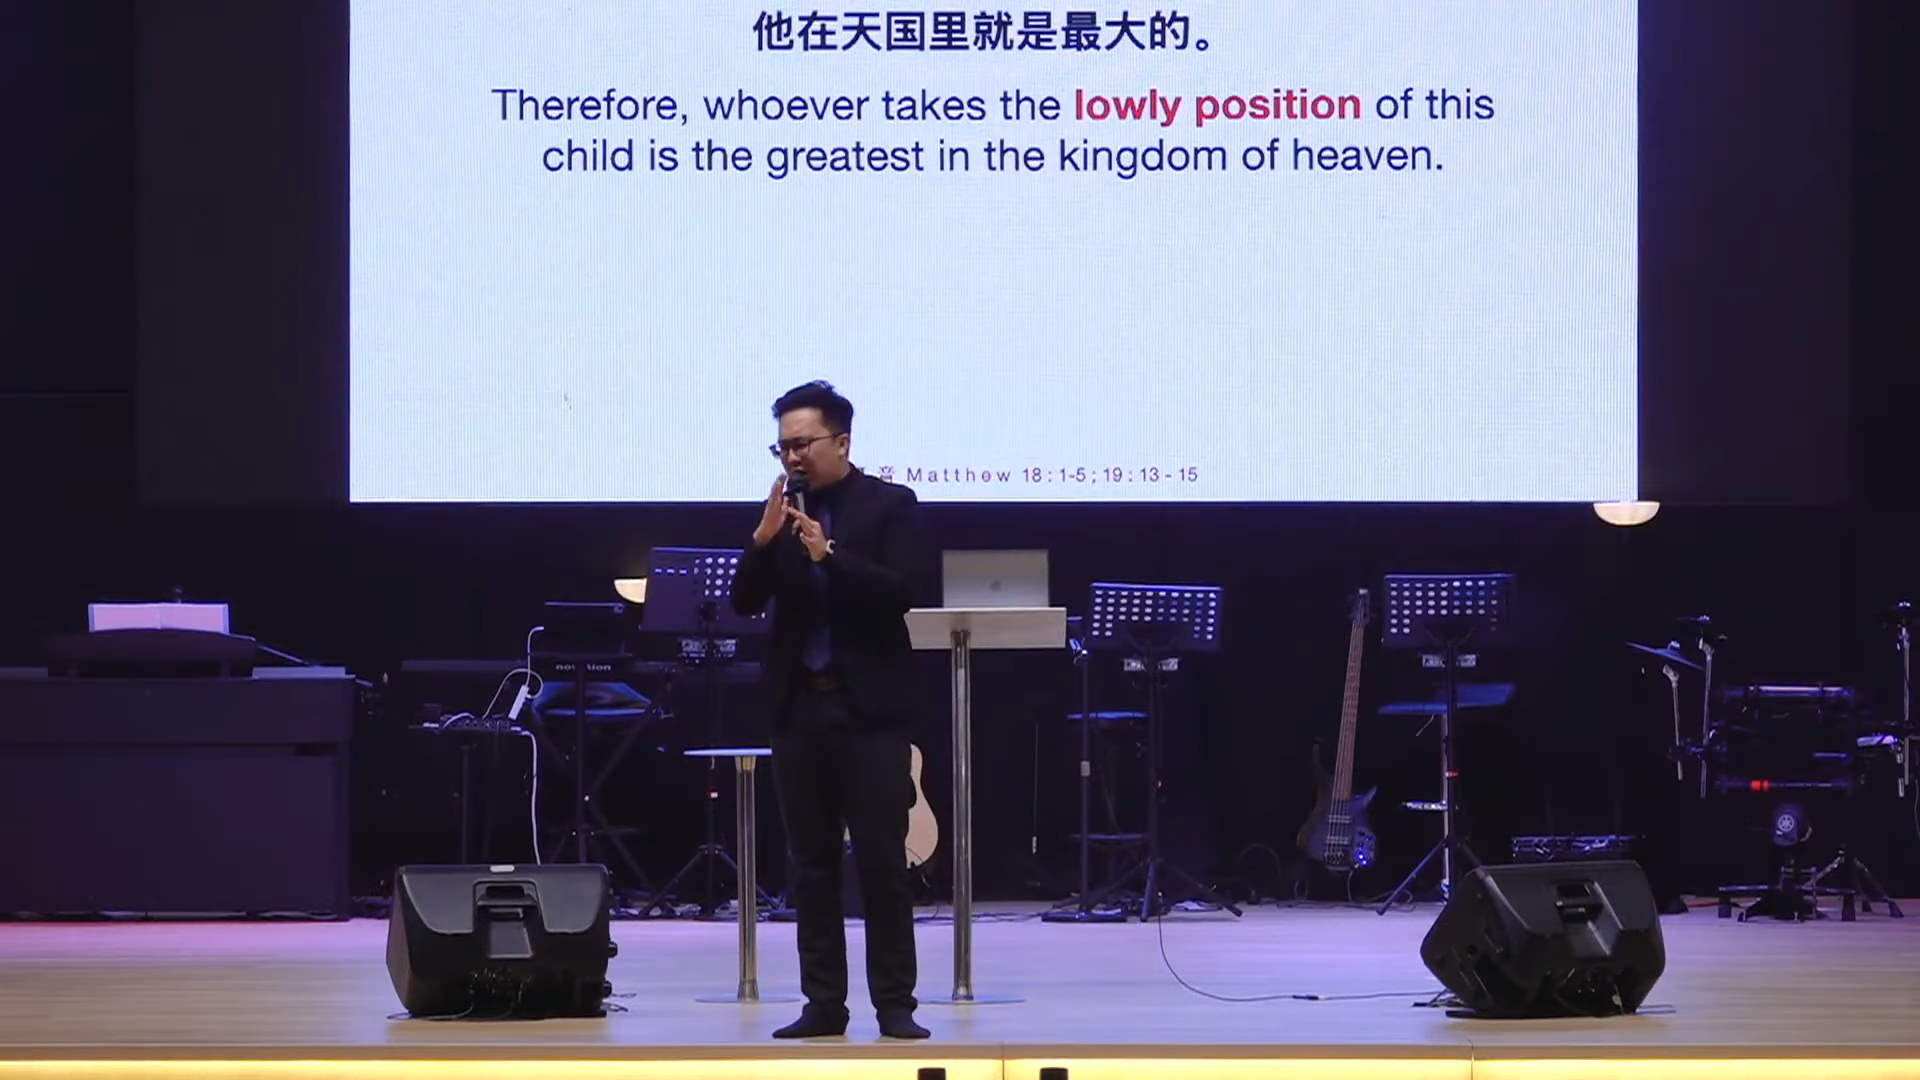 他在天国里就是最大的。
Therefore, whoever takes the lowly position of this
child is the greatest in the kingdom of heaven.
音 Matthew 18:1-5;19:13-15